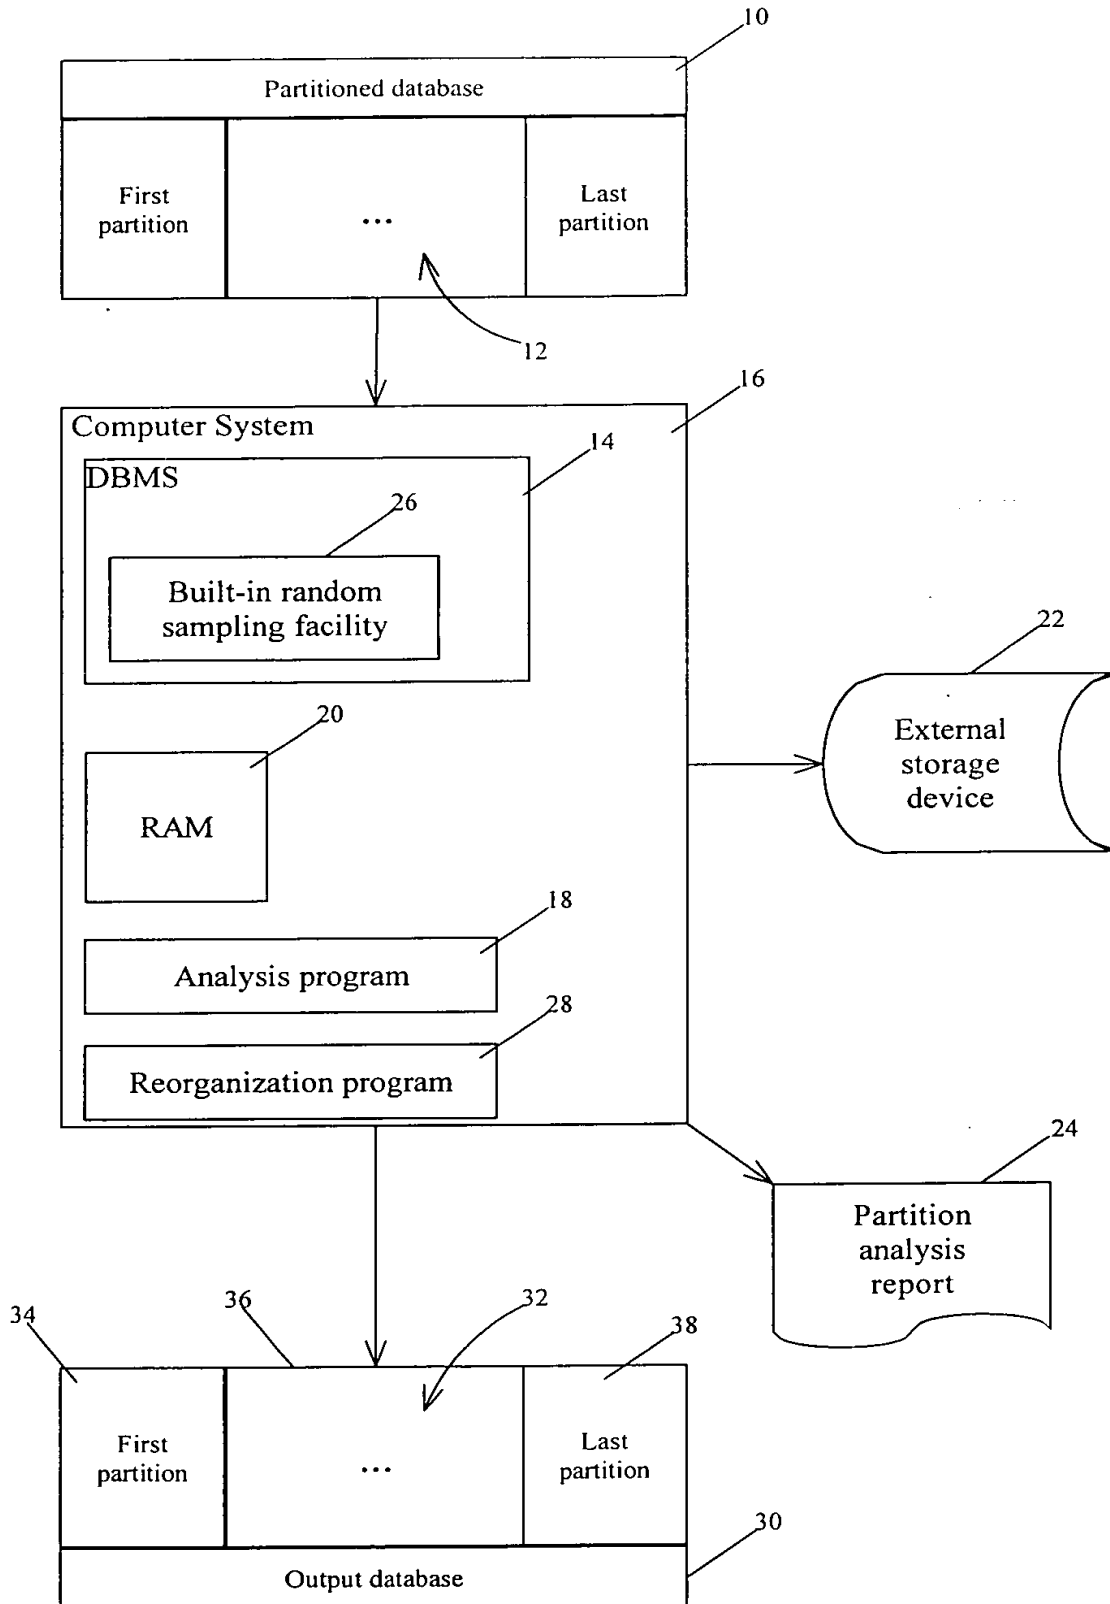 10
Partitioned database
First
partition
...
Last
partition
12
16
Computer System
14
DBMS
26
Built-in random
sampling facility
22
External
storage
device
20
RAM
18
Analysis program
28
Reorganization program
24
Partition
analysis
report
34
36
32
38
First
partition
...
Last
partition
30
Output database